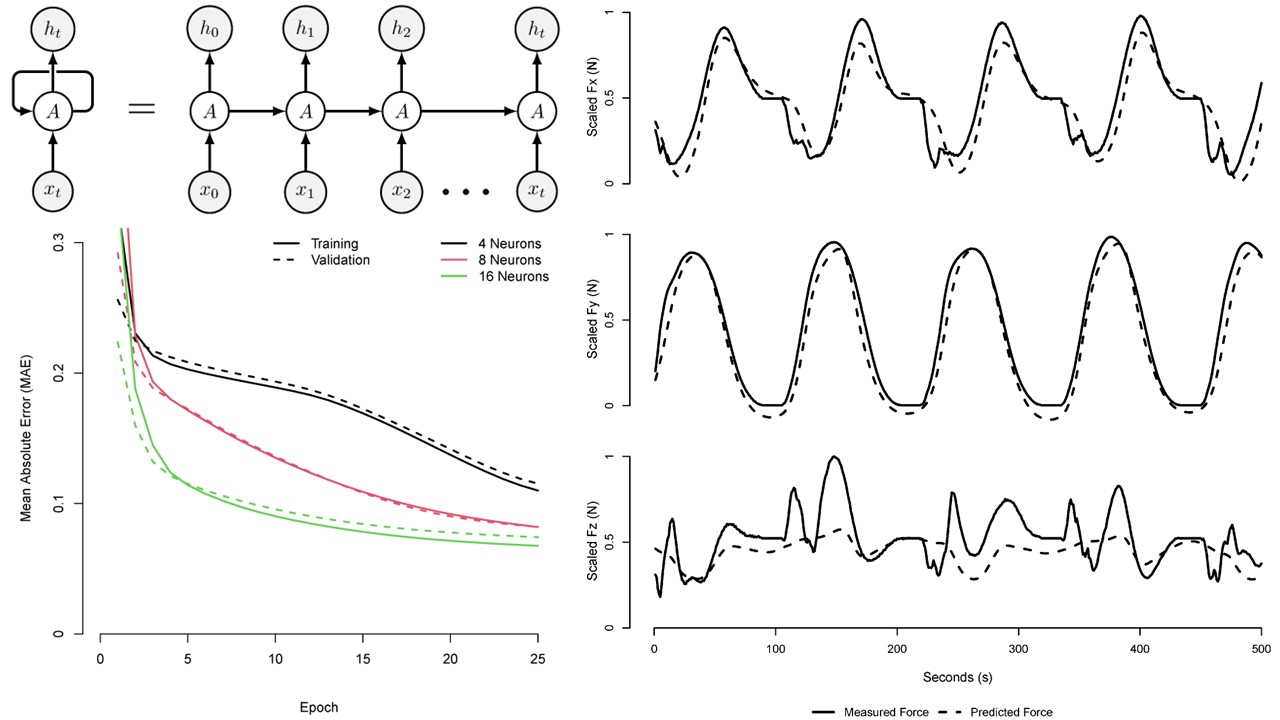 h_t h_0 h_1 h_2 h_t
A = A A A A
x_t x_0 x_1 x_2 • • • x_t
Training
Validation
4 Neurons
8 Neurons
16 Neurons
Mean Absolute Error (MAE)
0.3
0.2
0.1
0
0 5 10 15 20 25
Epoch
Scaled Fx (N)
1
0.5
0
Scaled Fy (N)
1
0.5
0
Scaled Fz (N)
1
0.5
0
0 100 200 300 400 500
Seconds (s)
Measured Force Predicted Force